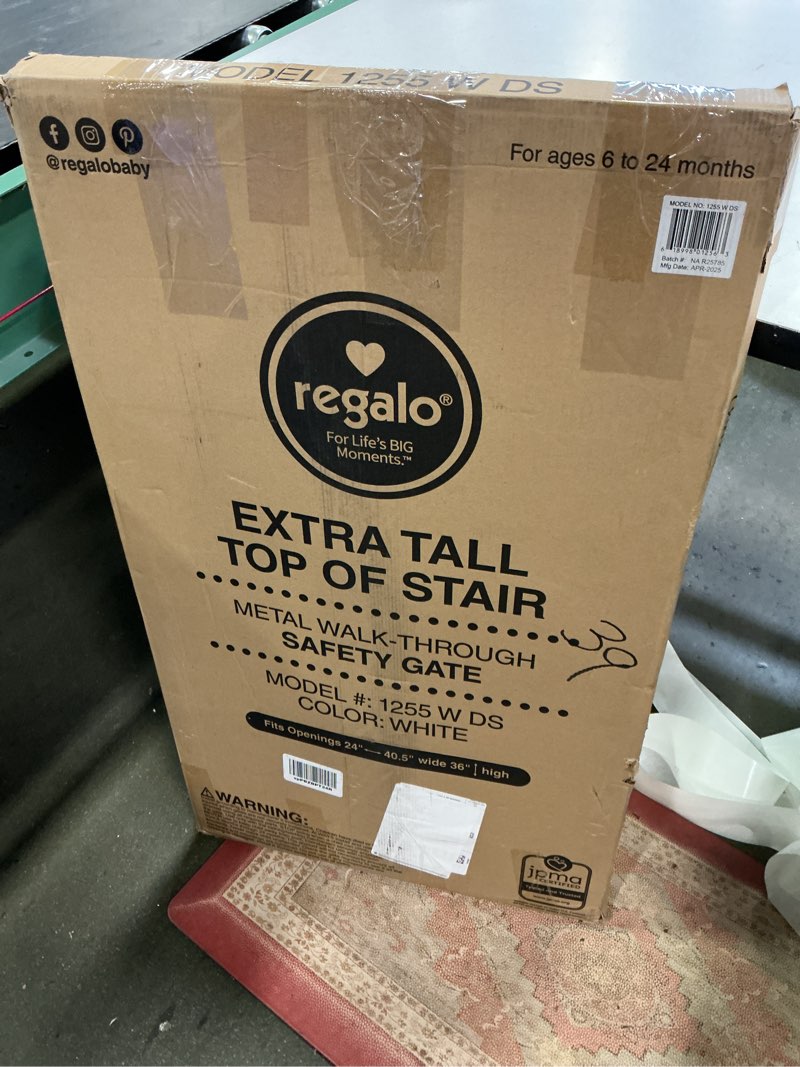 MODEL 1255 W DS
@regalobaby
For ages 6 to 24 months
MODEL NO: 1255 W DS
Batch #: NA R25785
Mfg Date: APR-2025
regalo®
For Life's BIG
Moments.™
EXTRA TALL
TOP OF STAIR
METAL WALK-THROUGH
SAFETY GATE
39
MODEL #: 1255 W DS
COLOR: WHITE
Fits Openings 24" 40.5" wide 36" high
WARNING:
jpma
CERTIFIED